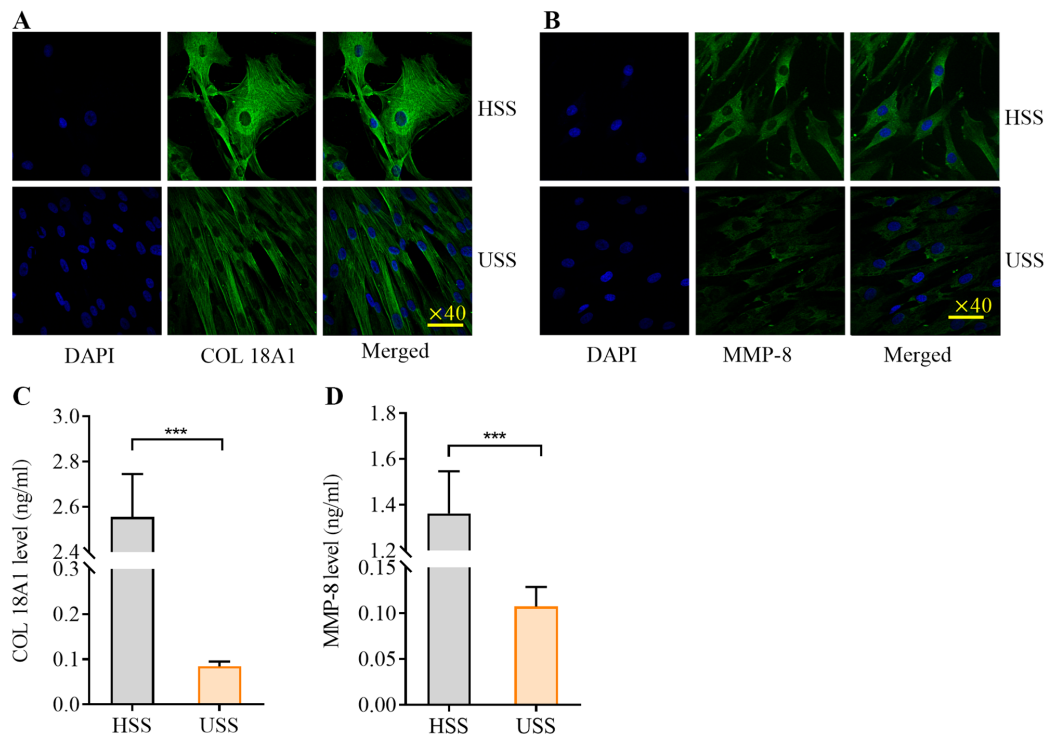 A
B
HSS
HSS
USS
USS
×40
×40
DAPI
COL 18A1
Merged
DAPI
MMP-8
Merged
C
D
COL 18A1 level (ng/ml)
3.0
2.8
2.6
2.4
0.3
0.2
0.1
0.0
***
HSS
USS
MMP-8 level (ng/ml)
1.8
1.6
1.4
1.2
0.15
0.10
0.05
0.00
***
HSS
USS